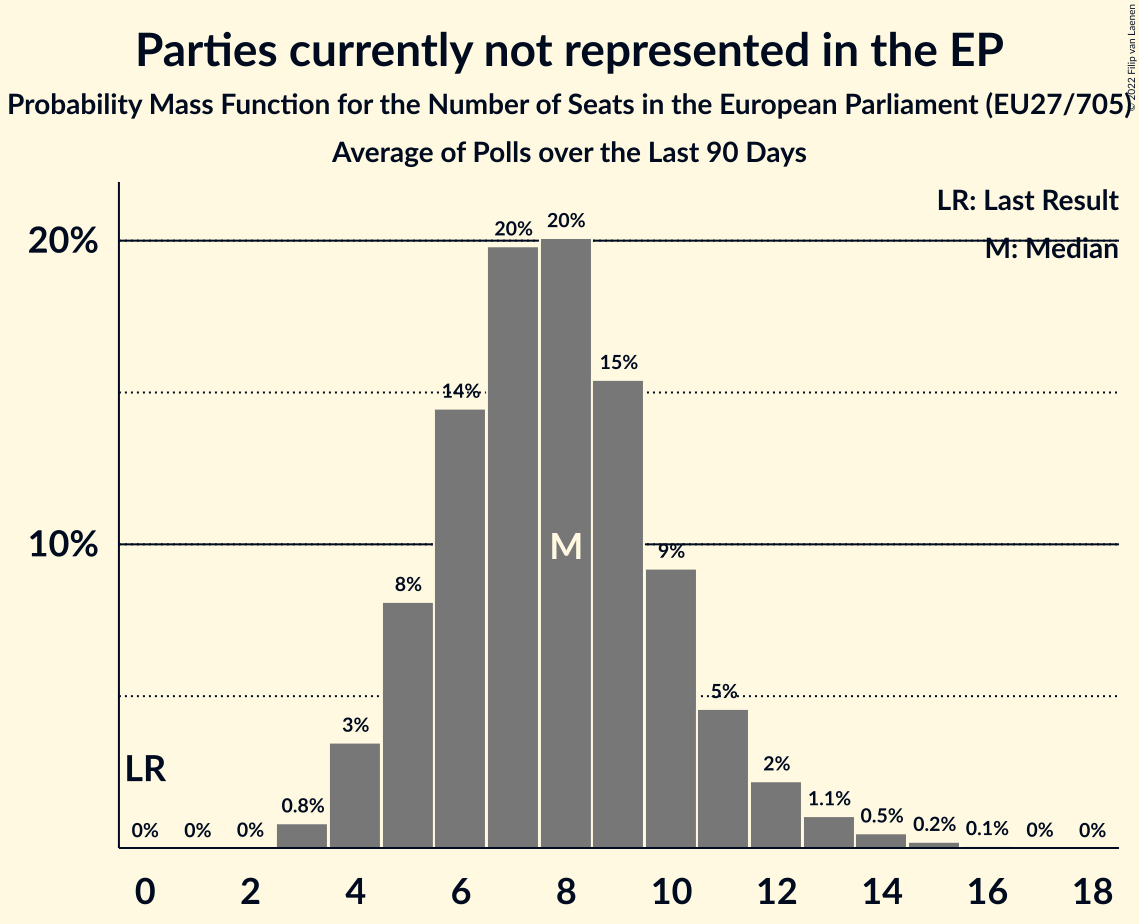 Parties currently not represented in the EP
Probability Mass Function for the Number of Seats in the European Parliament (EU27/705)
Average of Polls over the Last 90 Days
© 2022 Filip van Laenen
LR: Last Result
M: Median
20%
10%
LR
M
0%
0%
0%
0.8%
3%
8%
14%
20%
20%
15%
9%
5%
2%
1.1%
0.5%
0.2%
0.1%
0%
0%
0 2 4 6 8 10 12 14 16 18